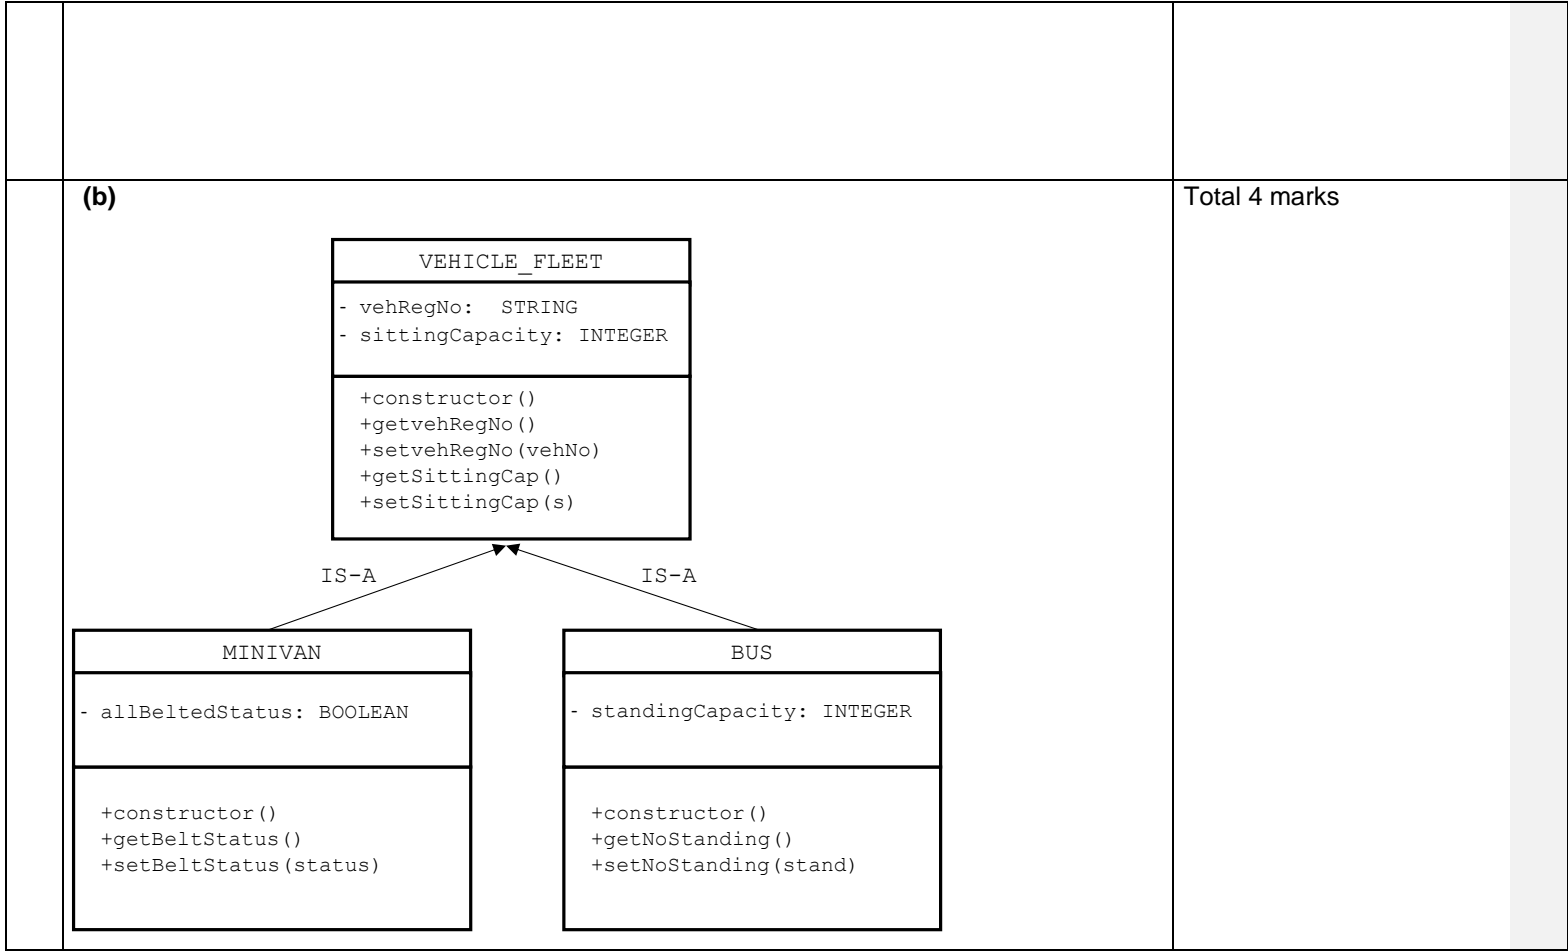 (b)
Total 4 marks
VEHICLE_FLEET
- vehRegNo:  STRING
- sittingCapacity: INTEGER
+constructor()
+getvehRegNo()
+setvehRegNo(vehNo)
+getSittingCap()
+setSittingCap(s)
IS-A
IS-A
MINIVAN
- allBeltedStatus: BOOLEAN
+constructor()
+getBeltStatus()
+setBeltStatus(status)
BUS
- standingCapacity: INTEGER
+constructor()
+getNoStanding()
+setNoStanding(stand)